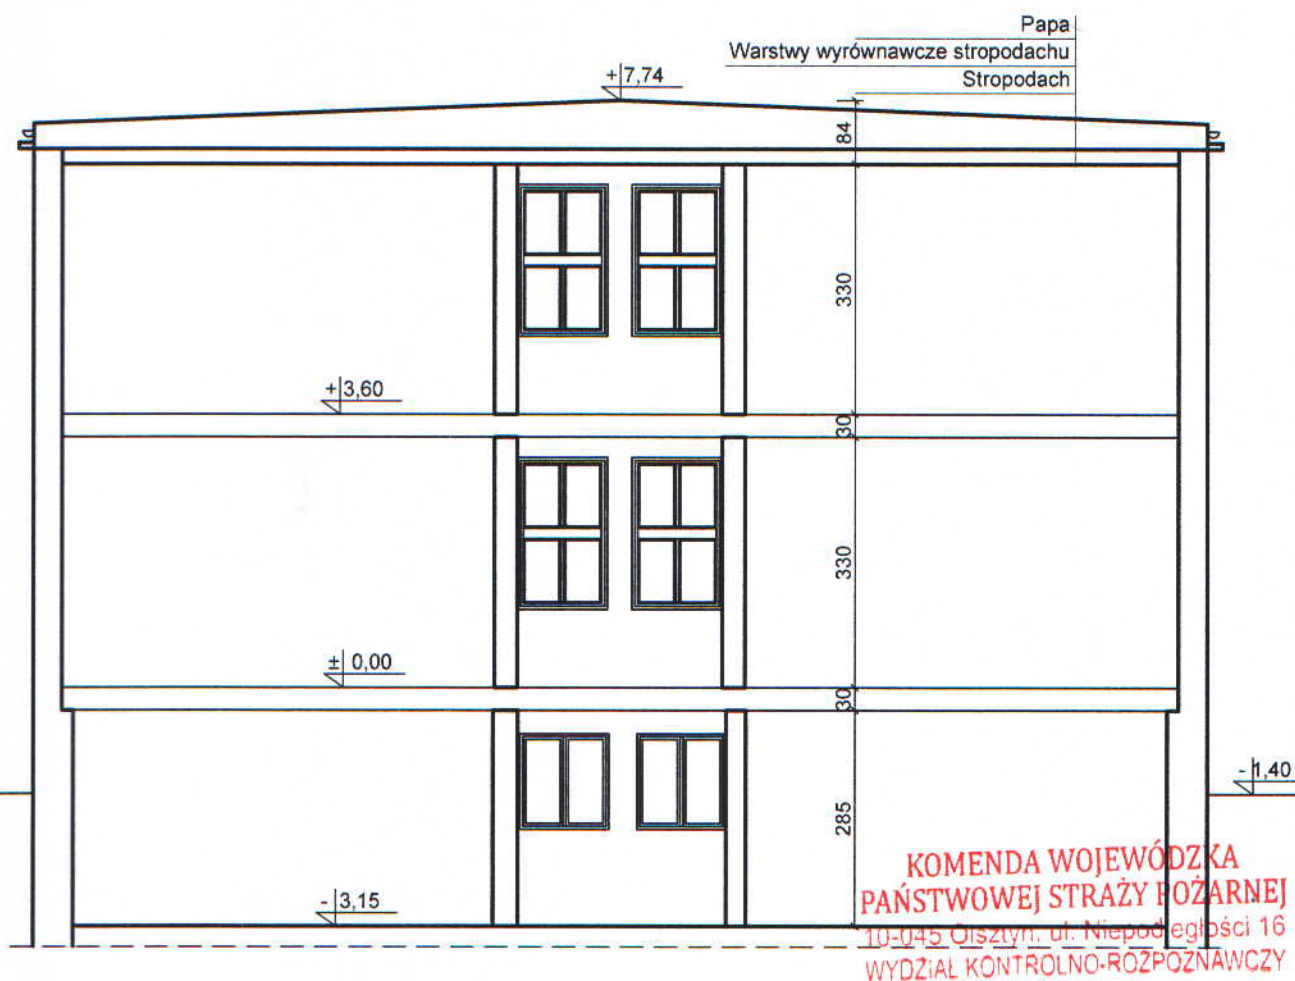 Papa
Warstwy wyrównawcze stropodachu
Stropodach
+7,74
84
330
+3,60
30
330
± 0,00
30
- 1,40
285
- 3,15
KOMENDA WOJEWÓDZKA
PAŃSTWOWEJ STRAŻY POŻARNEJ
10-045 Olsztyn, ul. Niepodległości 16
WYDZIAŁ KONTROLNO-ROZPOZNAWCZY